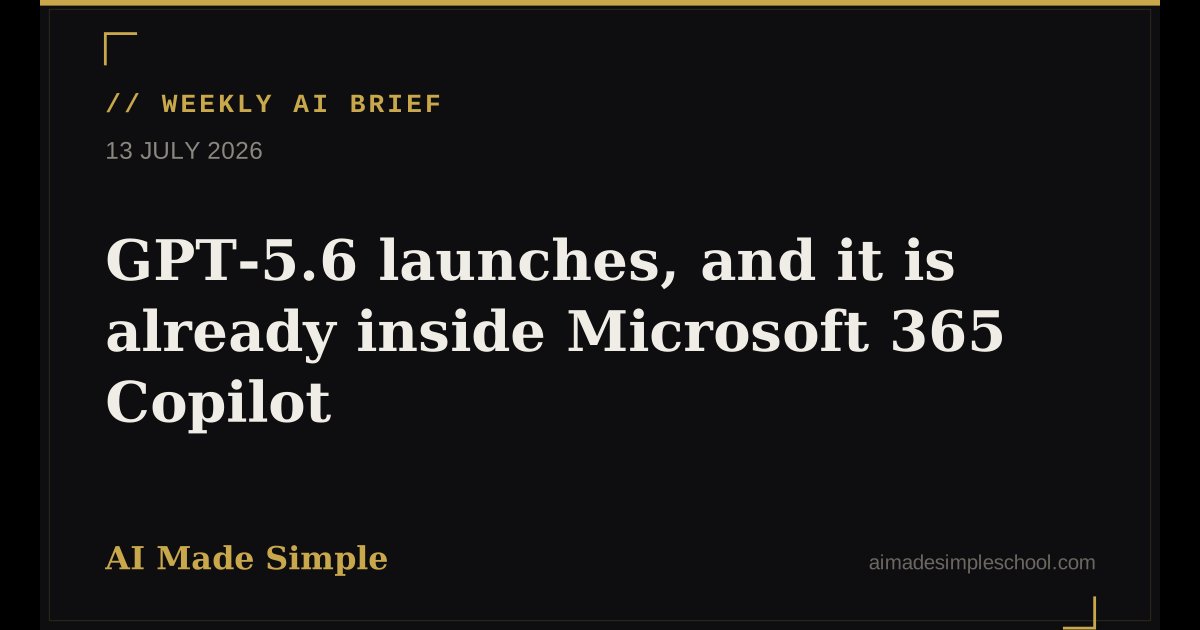 // WEEKLY AI BRIEF
13 JULY 2026
GPT-5.6 launches, and it is
already inside Microsoft 365
Copilot
AI Made Simple
aimadesimpleschool.com